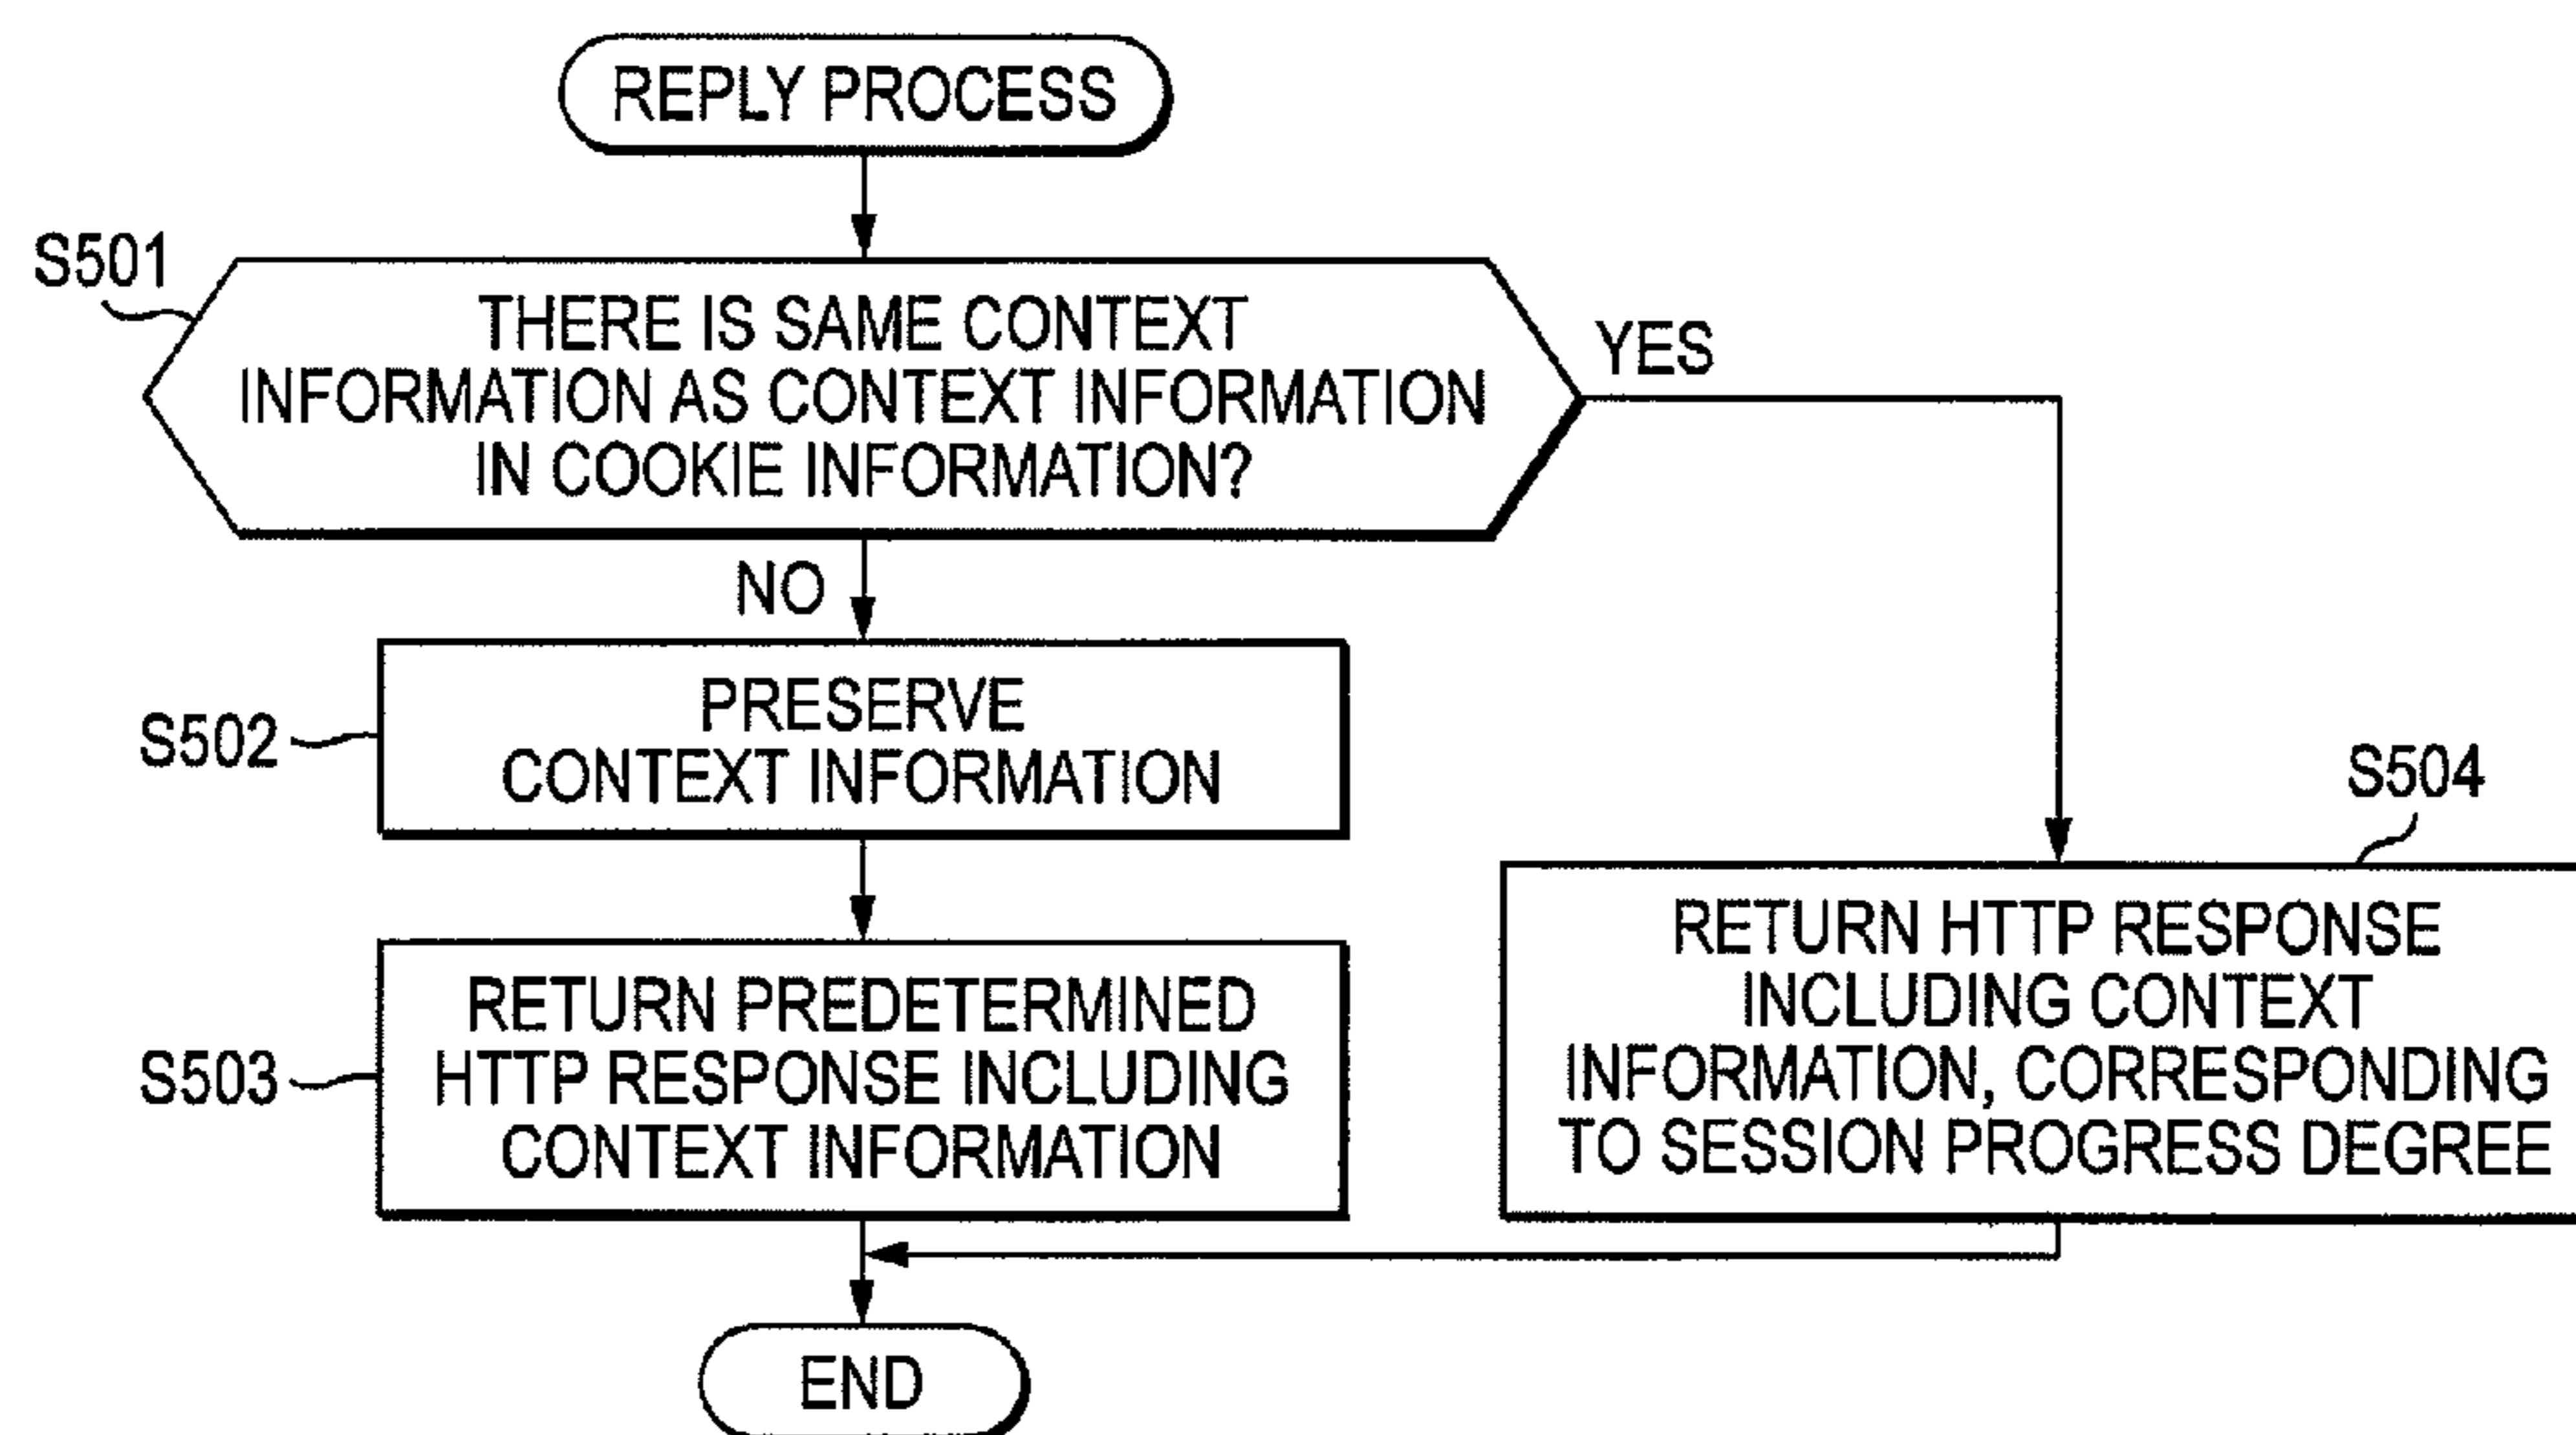 REPLY PROCESS
S501
THERE IS SAME CONTEXT
INFORMATION AS CONTEXT INFORMATION
IN COOKIE INFORMATION?
YES
NO
S502
PRESERVE
CONTEXT INFORMATION
S503
RETURN PREDETERMINED
HTTP RESPONSE INCLUDING
CONTEXT INFORMATION
S504
RETURN HTTP RESPONSE
INCLUDING CONTEXT
INFORMATION, CORRESPONDING
TO SESSION PROGRESS DEGREE
END